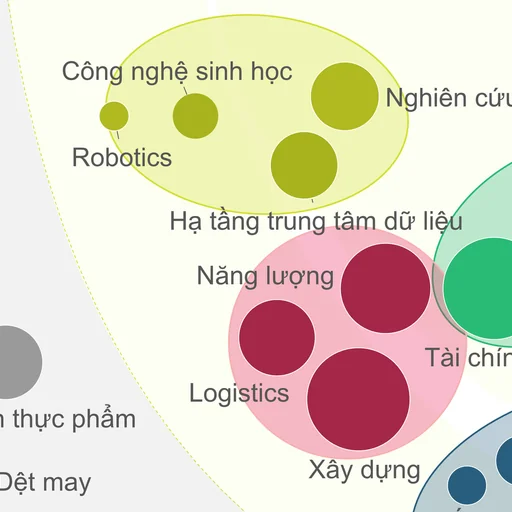 Công nghệ sinh học
Nghiên cứu
Robotics
Hạ tầng trung tâm dữ liệu
Năng lượng
Tài chín
Logistics
thực phẩm
Xây dựng
Dệt may